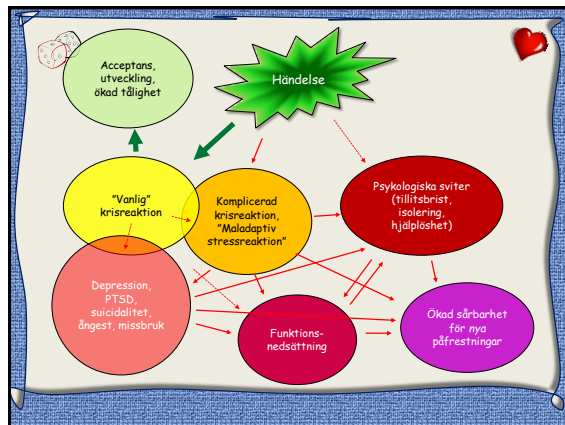 Acceptans,
utveckling,
ökad tålighet
Händelse
"Vanlig"
krisreaktion
Komplicerad
krisreaktion,
"Maladaptiv
stressreaktion"
Psykologiska sviter
(tillitsbrist,
isolering,
hjälplöshet)
Depression,
PTSD,
suicidalitet,
ångest, missbruk
Funktions-
nedsättning
Ökad sårbarhet
för nya
påfrestningar